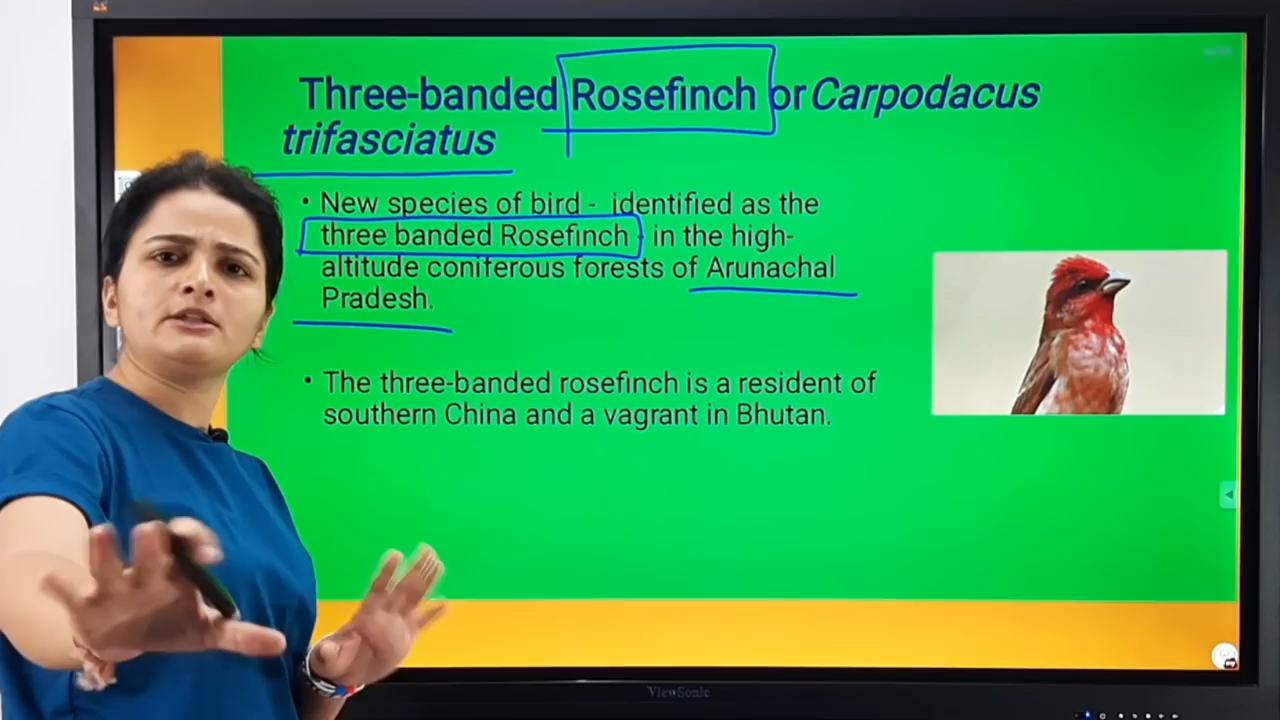 Three-banded Rosefinch or Carpodacus
trifasciatus
• New species of bird - identified as the
three banded Rosefinch - in the high-
altitude coniferous forests of Arunachal
Pradesh.
• The three-banded rosefinch is a resident of
southern China and a vagrant in Bhutan.
ViewSonic